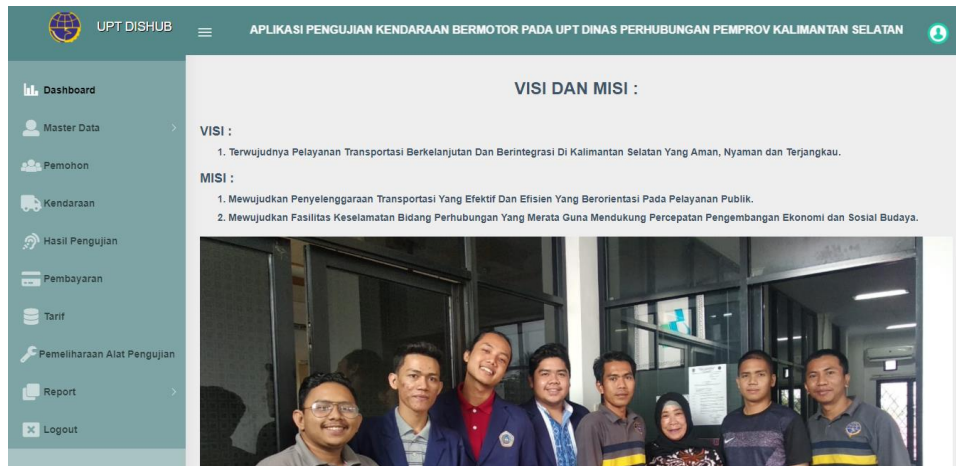 UPT DISHUB
APLIKASI PENGUJIAN KENDARAAN BERMOTOR PADA UPT DINAS PERHUBUNGAN PEMPROV KALIMANTAN SELATAN
Dashboard
Master Data
Pemohon
Kendaraan
Hasil Pengujian
Pembayaran
Tarif
Pemeliharaan Alat Pengujian
Report
Logout
VISI DAN MISI :
VISI :
1. Terwujudnya Pelayanan Transportasi Berkelanjutan Dan Berintegrasi Di Kalimantan Selatan Yang Aman, Nyaman dan Terjangkau.
MISI :
1. Mewujudkan Penyelenggaraan Transportasi Yang Efektif Dan Efisien Yang Berorientasi Pada Pelayanan Publik.
2. Mewujudkan Fasilitas Keselamatan Bidang Perhubungan Yang Merata Guna Mendukung Percepatan Pengembangan Ekonomi dan Sosial Budaya.